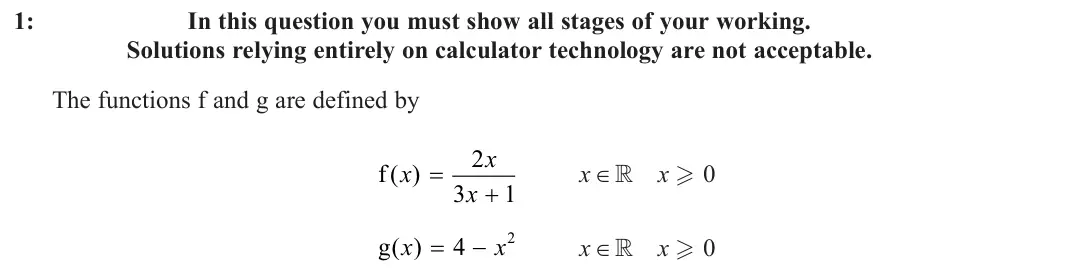 1: In this question you must show all stages of your working.
Solutions relying entirely on calculator technology are not acceptable.
The functions f and g are defined by
f(x) = 2x / (3x + 1) x ∈ ℝ x ⩾ 0
g(x) = 4 − x² x ∈ ℝ x ⩾ 0